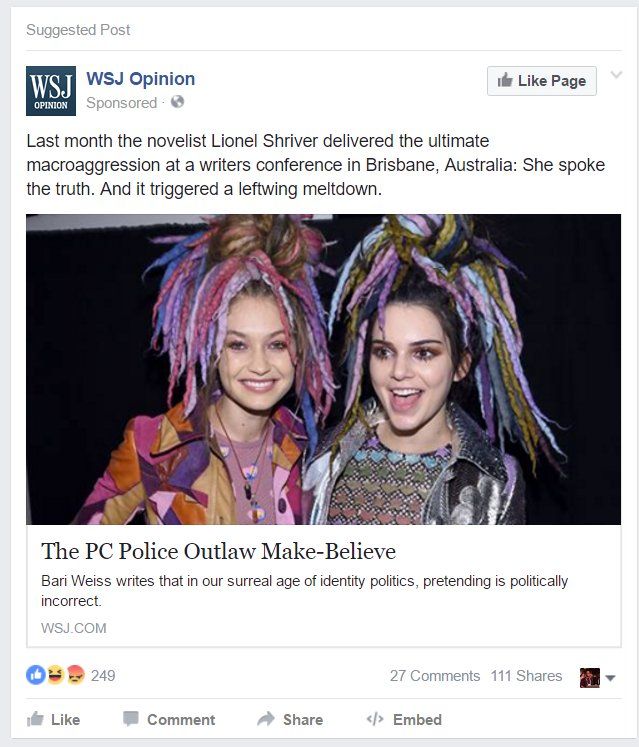 Suggested Post
WSJ
OPINION
WSJ Opinion
Sponsored ·
Like Page
Last month the novelist Lionel Shriver delivered the ultimate
macroaggression at a writers conference in Brisbane, Australia: She spoke
the truth. And it triggered a leftwing meltdown.
The PC Police Outlaw Make-Believe
Bari Weiss writes that in our surreal age of identity politics, pretending is politically
incorrect.
WSJ.COM
249
27 Comments 111 Shares
Like Comment Share Embed